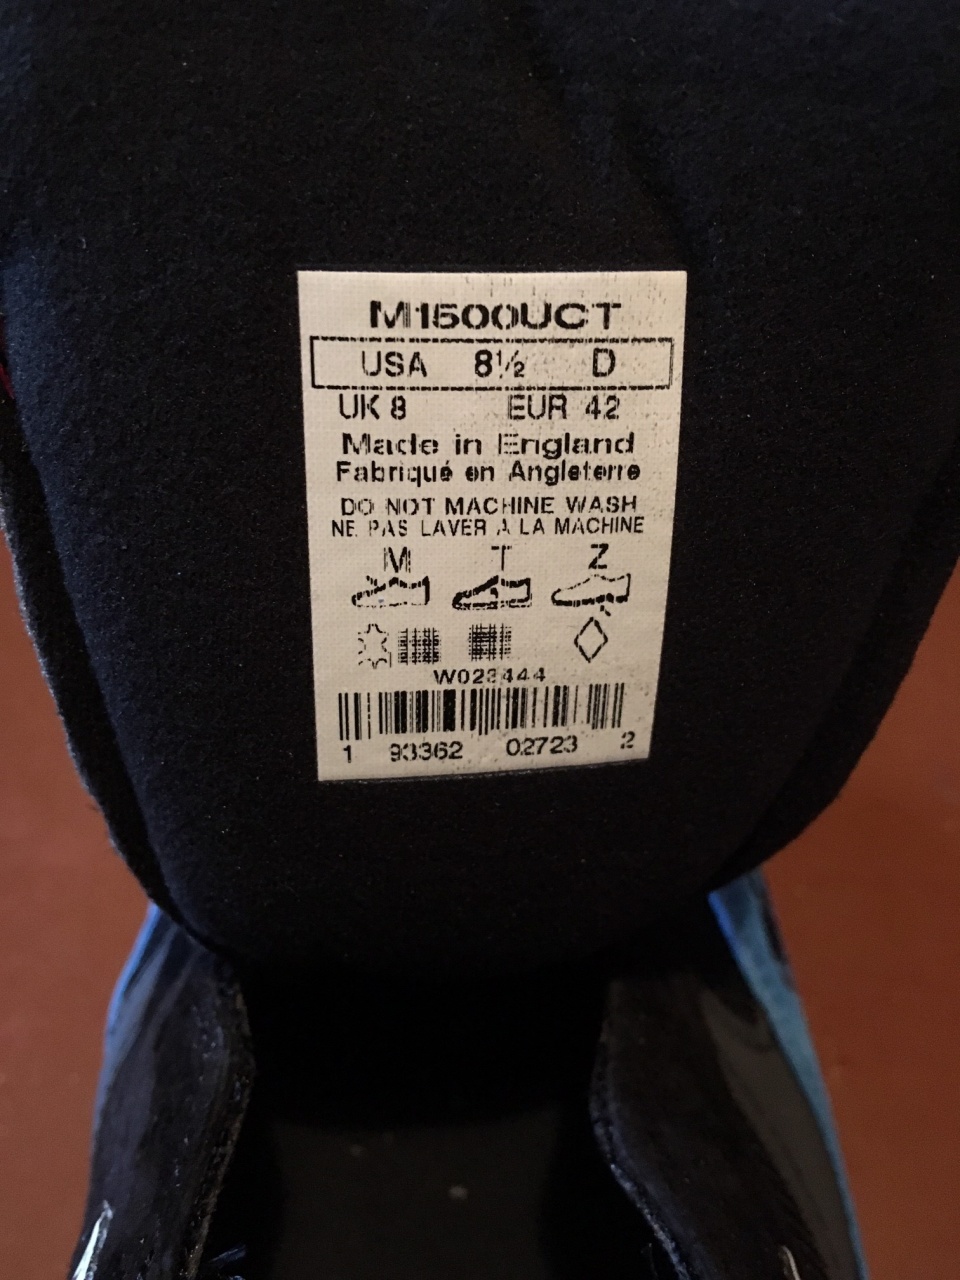 M1500UCT
USA 8½ D
UK 8 EUR 42
Made in England
Fabriqué en Angleterre
DO NOT MACHINE WASH
NE PAS LAVER A LA MACHINE
M T Z
W023444
1 93362 02723 2